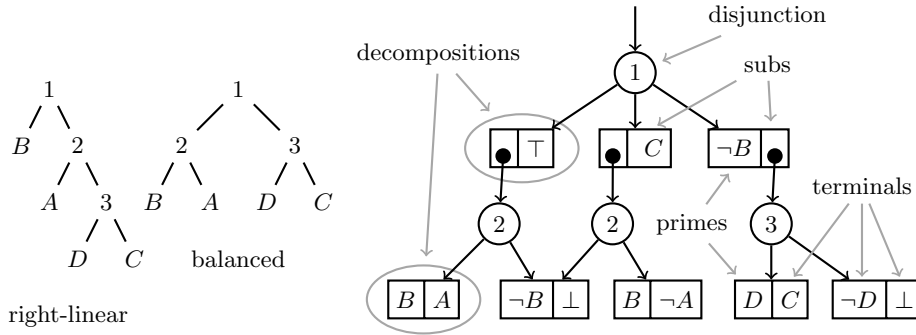 disjunction
decompositions
1
subs
1
1
B
2
2
3
⊤
C
¬B
A
3
B
A
D
C
terminals
D
C
balanced
2
2
primes
3
B
A
¬B
⊥
B
¬A
D
C
¬D
⊥
right-linear